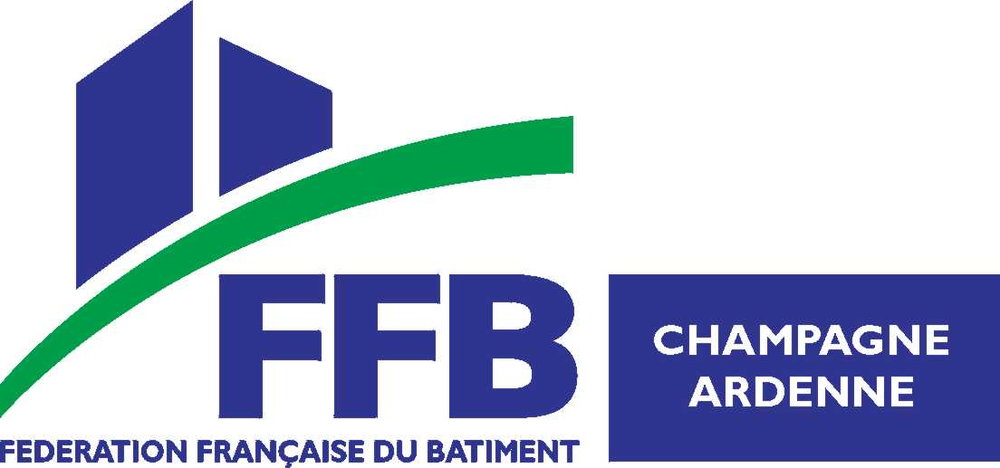 FFB
FEDERATION FRANÇAISE DU BATIMENT
CHAMPAGNE
ARDENNE